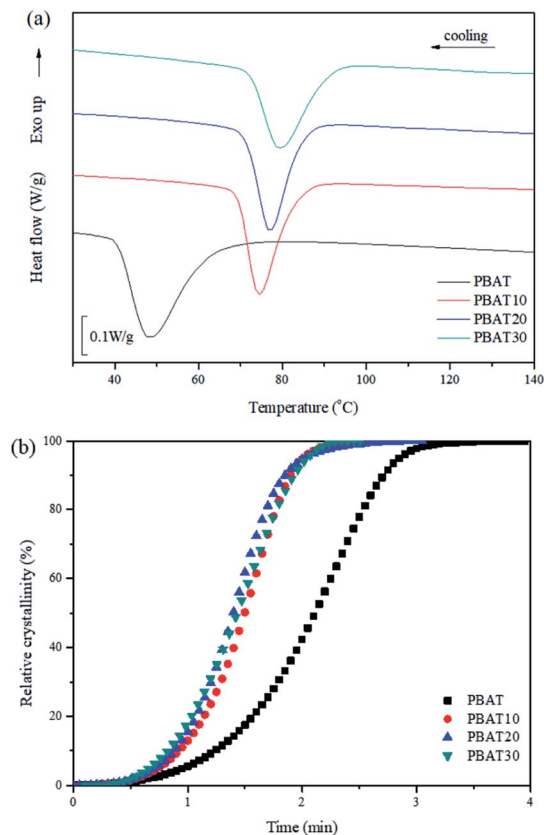 (a)
cooling
Exo up
Heat flow (W/g)
PBAT
PBAT10
PBAT20
PBAT30
0.1W/g
40 60 80 100 120 140
Temperature (°C)
(b)
100
80
60
40
20
0
Relative crystallinity (%)
PBAT
PBAT10
PBAT20
PBAT30
0 1 2 3 4
Time (min)